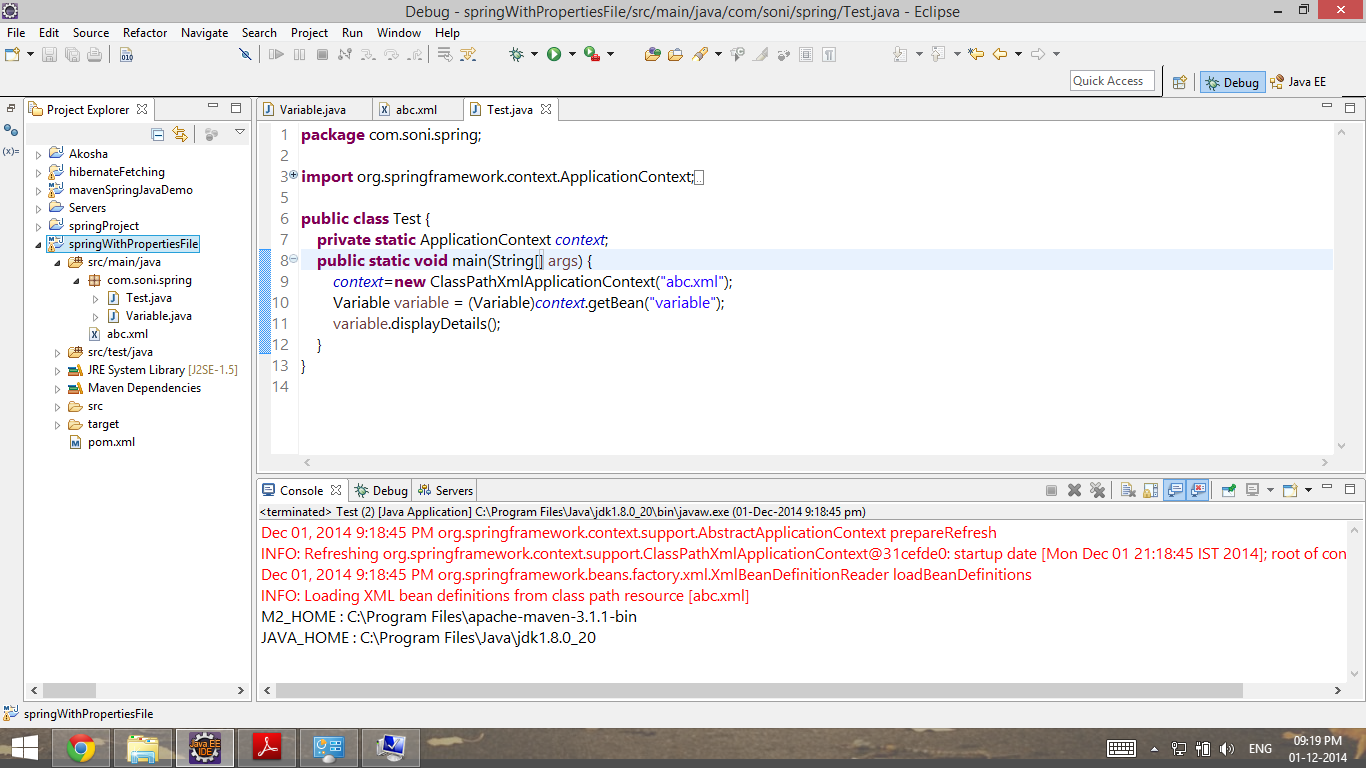 Debug - springWithPropertiesFile/src/main/java/com/soni/spring/Test.java - Eclipse
File Edit Source Refactor Navigate Search Project Run Window Help
010
Quick Access
Debug
Java EE
Project Explorer
Akosha
hibernateFetching
mavenSpringJavaDemo
Servers
springProject
springWithPropertiesFile
src/main/java
com.soni.spring
Test.java
Variable.java
abc.xml
src/test/java
JRE System Library [J2SE-1.5]
Maven Dependencies
src
target
pom.xml
(x)=
Variable.java
abc.xml
Test.java
1 package com.soni.spring;
2
3 import org.springframework.context.ApplicationContext;
5
6 public class Test {
7 private static ApplicationContext context;
8 public static void main(String[] args) {
9 context=new ClassPathXmlApplicationContext("abc.xml");
10 Variable variable = (Variable)context.getBean("variable");
11 variable.displayDetails();
12 }
13 }
14
Console
Debug
Servers
<terminated> Test (2) [Java Application] C:\Program Files\Java\jdk1.8.0_20\bin\javaw.exe (01-Dec-2014 9:18:45 pm)
Dec 01, 2014 9:18:45 PM org.springframework.context.support.AbstractApplicationContext prepareRefresh
INFO: Refreshing org.springframework.context.support.ClassPathXmlApplicationContext@31cefde0: startup date [Mon Dec 01 21:18:45 IST 2014]; root of con
Dec 01, 2014 9:18:45 PM org.springframework.beans.factory.xml.XmlBeanDefinitionReader loadBeanDefinitions
INFO: Loading XML bean definitions from class path resource [abc.xml]
M2_HOME : C:\Program Files\apache-maven-3.1.1-bin
JAVA_HOME : C:\Program Files\Java\jdk1.8.0_20
springWithPropertiesFile
Java EE
IDE
ENG
09:19 PM
01-12-2014